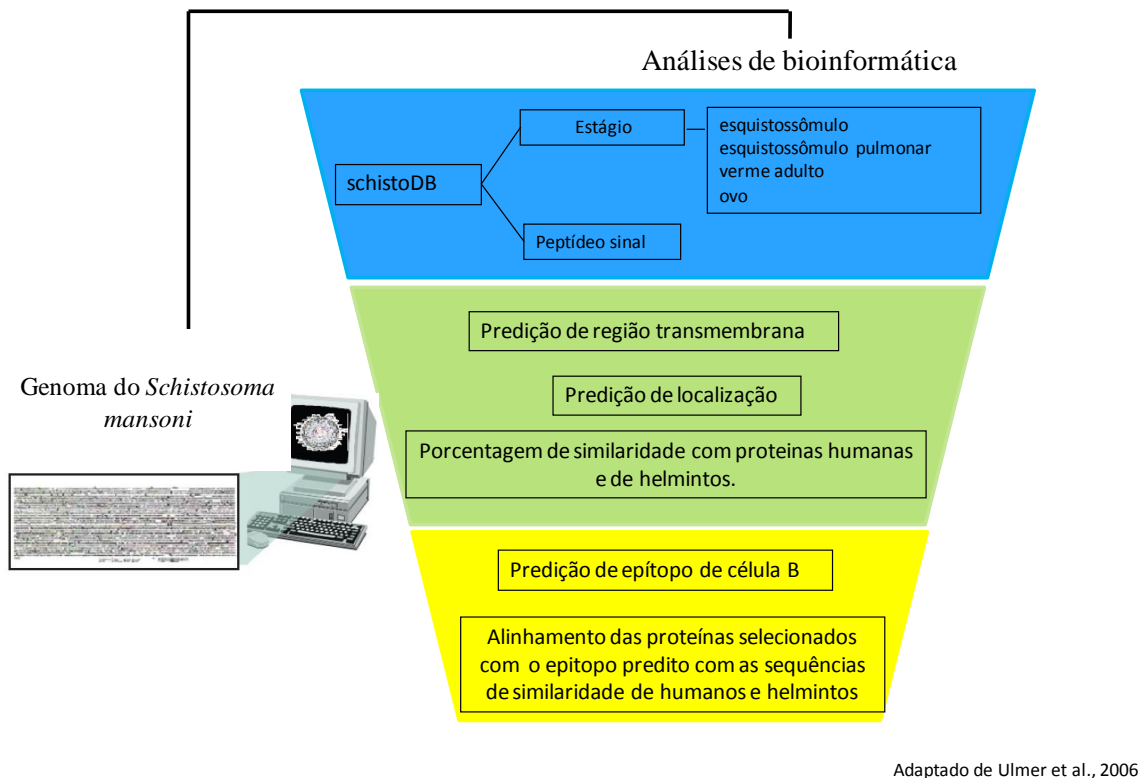 Análises de bioinformática
Estágio
esquistossômulo
esquistossômulo pulmonar
verme adulto
ovo
schistoDB
Peptídeo sinal
Predição de região transmembrana
Predição de localização
Porcentagem de similaridade com proteinas humanas
e de helmintos.
Genoma do Schistosoma
mansoni
Predição de epítopo de célula B
Alinhamento das proteínas selecionados
com o epitopo predito com as sequências
de similaridade de humanos e helmintos
Adaptado de Ulmer et al., 2006